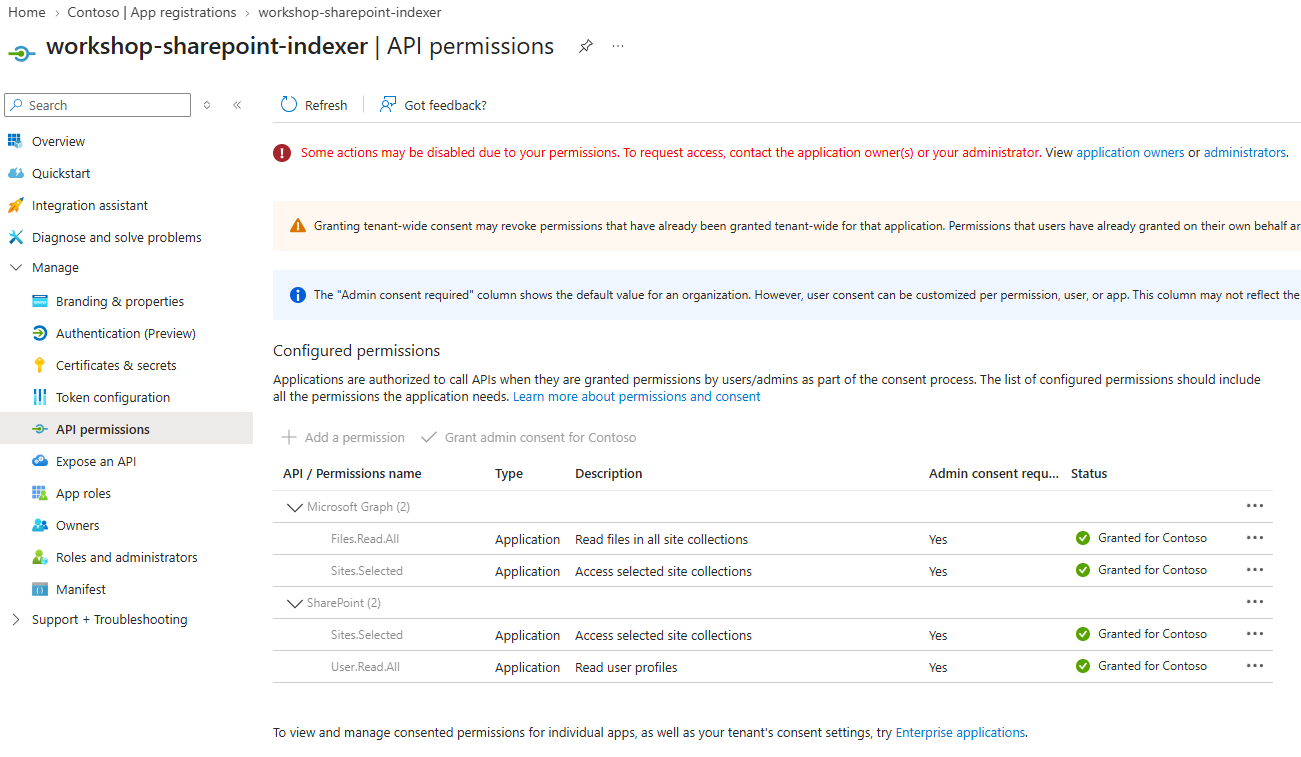 Home › Contoso | App registrations › workshop-sharepoint-indexer
workshop-sharepoint-indexer | API permissions ...
Search
Refresh
Got feedback?
Overview
Quickstart
Integration assistant
Diagnose and solve problems
Manage
Branding & properties
Authentication (Preview)
Certificates & secrets
Token configuration
API permissions
Expose an API
App roles
Owners
Roles and administrators
Manifest
Support + Troubleshooting
Some actions may be disabled due to your permissions. To request access, contact the application owner(s) or your administrator. View application owners or administrators.
Granting tenant-wide consent may revoke permissions that have already been granted tenant-wide for that application. Permissions that users have already granted on their own behalf ar
The "Admin consent required" column shows the default value for an organization. However, user consent can be customized per permission, user, or app. This column may not reflect the
Configured permissions
Applications are authorized to call APIs when they are granted permissions by users/admins as part of the consent process. The list of configured permissions should include
all the permissions the application needs. Learn more about permissions and consent
Add a permission Grant admin consent for Contoso
API / Permissions name Type Description Admin consent requ... Status
Microsoft Graph (2) ...
Files.Read.All Application Read files in all site collections Yes Granted for Contoso ...
Sites.Selected Application Access selected site collections Yes Granted for Contoso ...
SharePoint (2) ...
Sites.Selected Application Access selected site collections Yes Granted for Contoso ...
User.Read.All Application Read user profiles Yes Granted for Contoso ...
To view and manage consented permissions for individual apps, as well as your tenant's consent settings, try Enterprise applications.